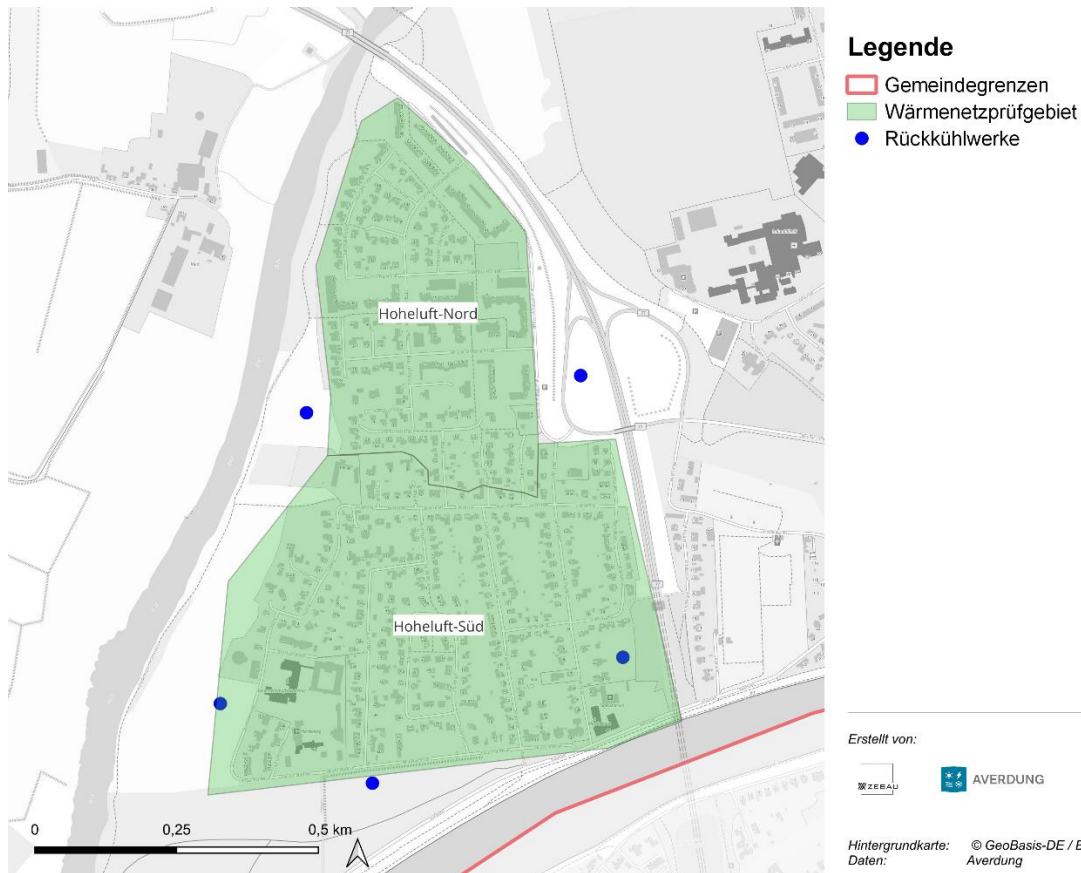 Hoheluft-Nord
Hoheluft-Süd
0
0,25
0,5 km
Legende
Gemeindegrenzen
Wärmenetzprüfgebiet
Rückkühlwerke
Erstellt von:
ZEBAU
AVERDUNG
Hintergrundkarte: © GeoBasis-DE / B
Daten: Averdung